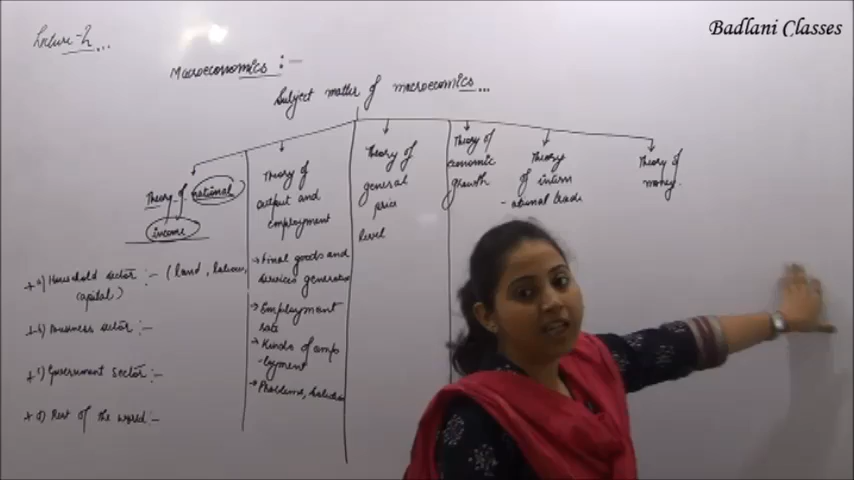 Badlani Classes
Lecture-2...
Macroeconomics :-
Subject matter of macroeconomics...
Theory of national
income
+a) Household sector :- (land, labour,
capital)
+b) Business sector :-
+c) Government sector :-
+d) Rest of the world :-
Theory of
output and
employment
→ Final goods and
services generation
→ Employment
rate
→ Kinds of emp
-loyment
→ Problems, solution
Theory of
general
price
level
Theory of
economic
growth
Theory
of intern
-ational trade
Theory of
money.